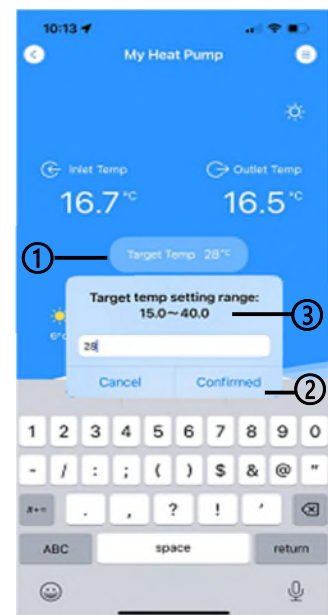 10:13
My Heat Pump
Inlet Temp
Outlet Temp
16.7°C
16.5°C
①
Target Temp 28°C
Target temp setting range:
15.0~40.0
③
28
Cancel
Confirmed
②
1 2 3 4 5 6 7 8 9 0
- / : ; ( ) $ & @ "
#+= . , ? ! '
ABC
space
return